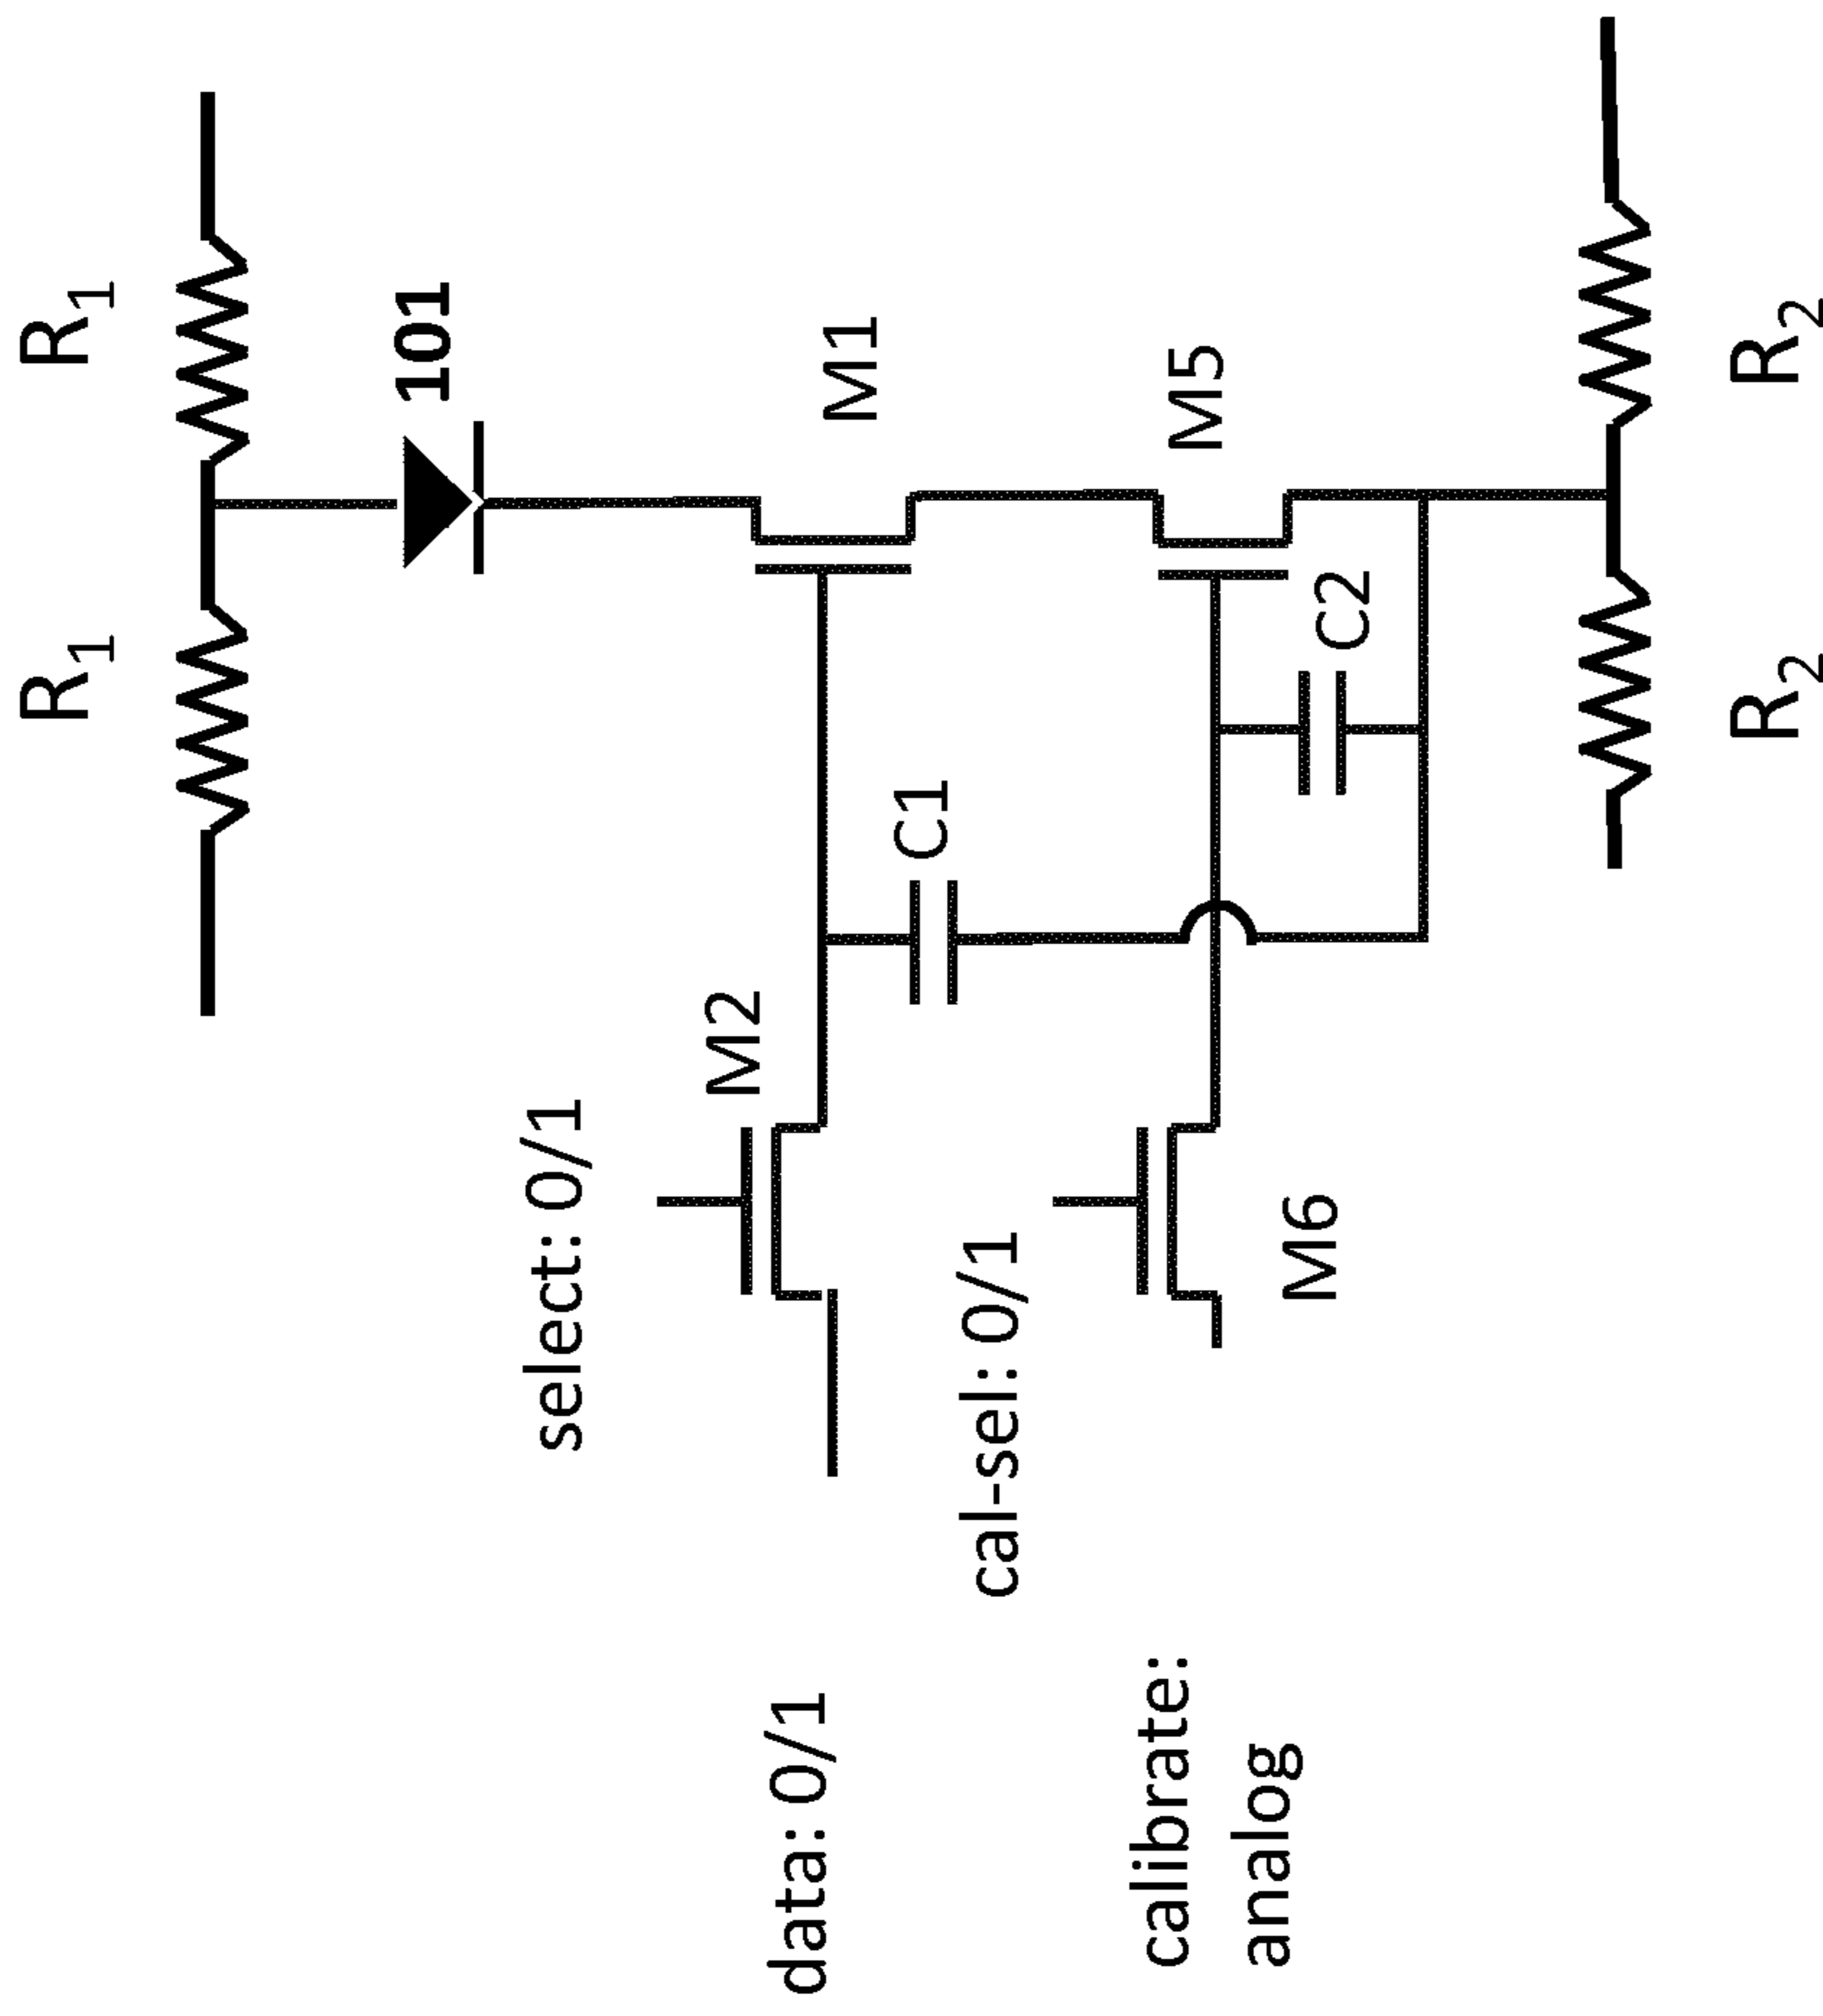 R1
R1
101
M1
M2
select: 0/1
C1
data: 0/1
M5
C2
cal-sel: 0/1
M6
calibrate:
analog
R2
R2